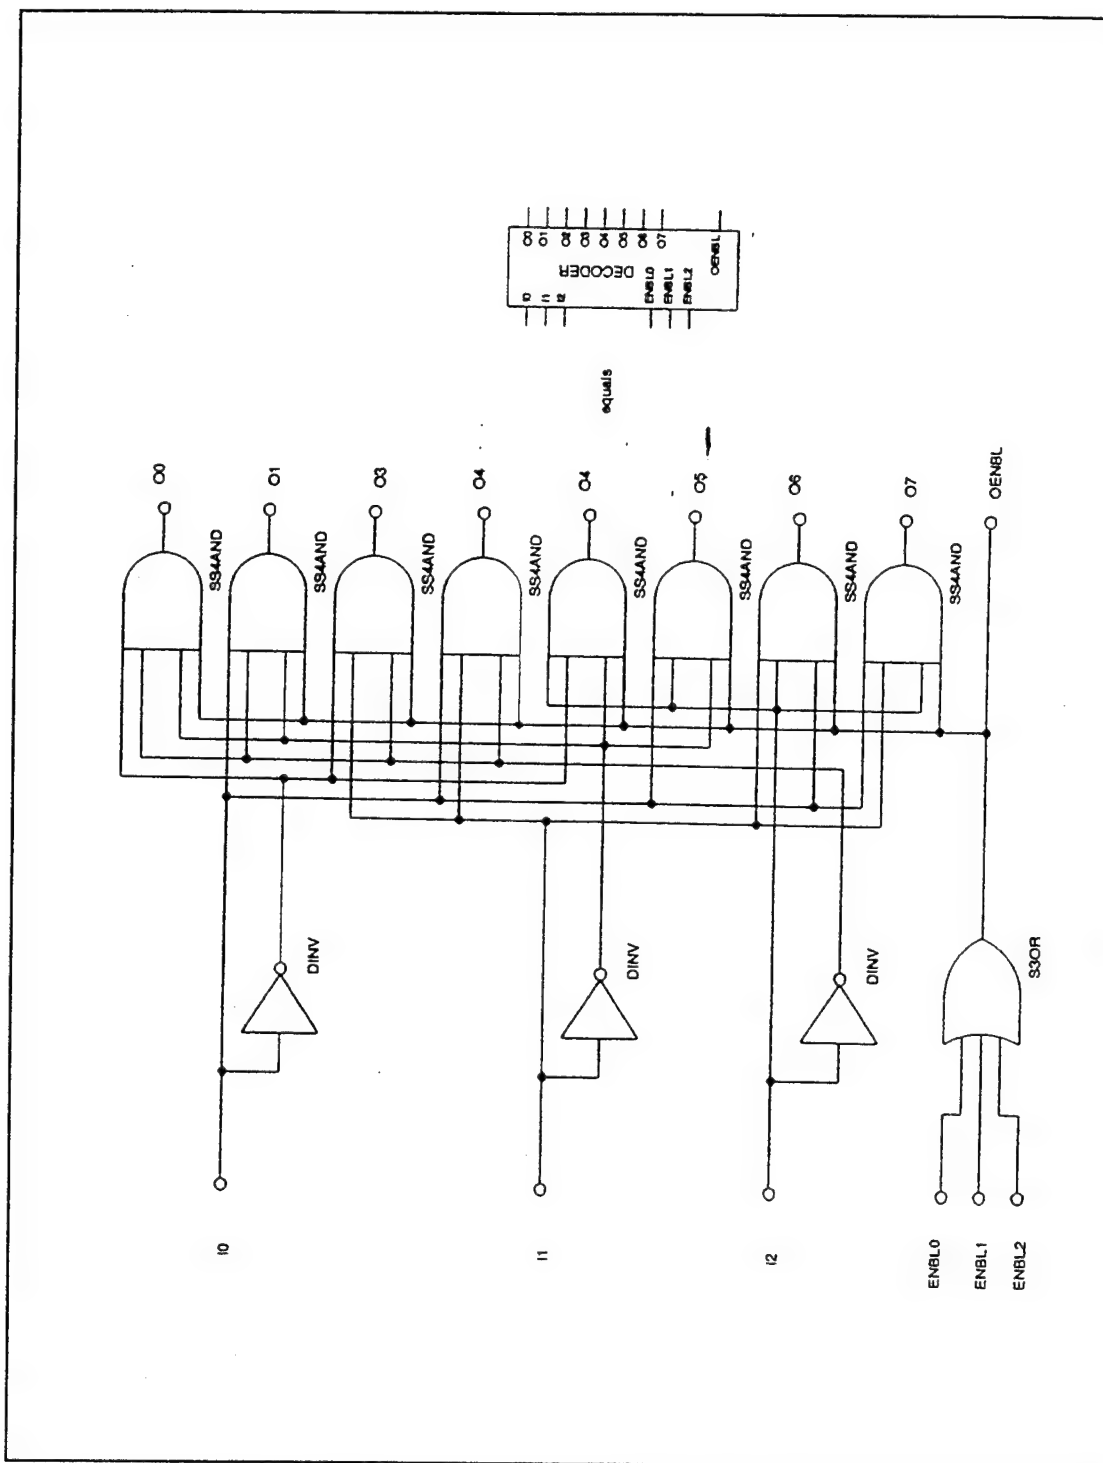 I0
I1
I2
ENBL0
ENBL1
ENBL2
DINV
DINV
DINV
S3OR
SS4AND
SS4AND
SS4AND
SS4AND
SS4AND
SS4AND
SS4AND
SS4AND
O0
O1
O3
O4
O4
O5
O6
O7
OENBL
equals
DECODER
I0
I1
I2
ENBL0
ENBL1
ENBL2
O0
O1
O2
O3
O4
O5
O6
O7
OENBL